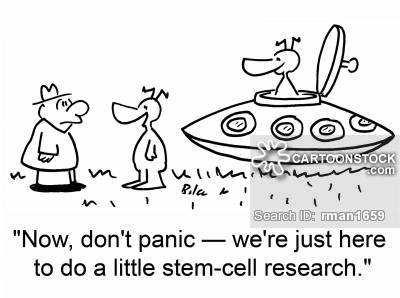 CARTOONSTOCK
.com
Search ID: rman1659
"Now, don't panic — we're just here
to do a little stem-cell research."